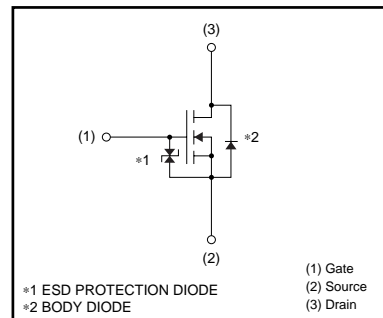 (3)
(1)
∗1
∗2
(2)
∗1 ESD PROTECTION DIODE
∗2 BODY DIODE
(1) Gate
(2) Source
(3) Drain